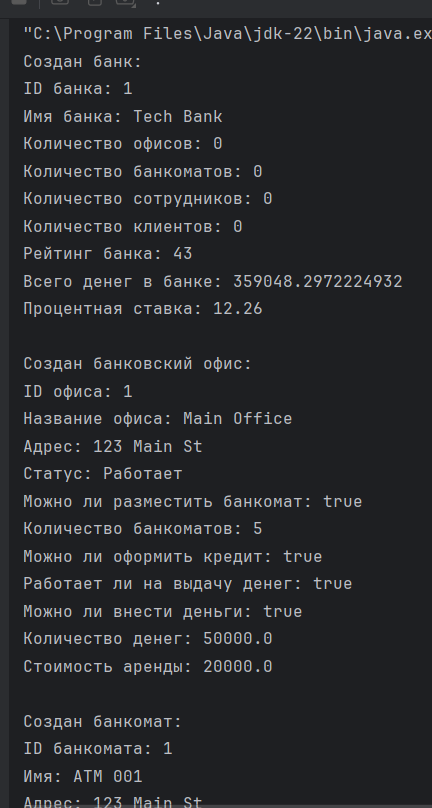 "C:\Program Files\Java\jdk-22\bin\java.ex
Создан банк:
ID банка: 1
Имя банка: Tech Bank
Количество офисов: 0
Количество банкоматов: 0
Количество сотрудников: 0
Количество клиентов: 0
Рейтинг банка: 43
Всего денег в банке: 359048.2972224932
Процентная ставка: 12.26
Создан банковский офис:
ID офиса: 1
Название офиса: Main Office
Адрес: 123 Main St
Статус: Работает
Можно ли разместить банкомат: true
Количество банкоматов: 5
Можно ли оформить кредит: true
Работает ли на выдачу денег: true
Можно ли внести деньги: true
Количество денег: 50000.0
Стоимость аренды: 20000.0
Создан банкомат:
ID банкомата: 1
Имя: ATM 001
Адрес: 123 Main St